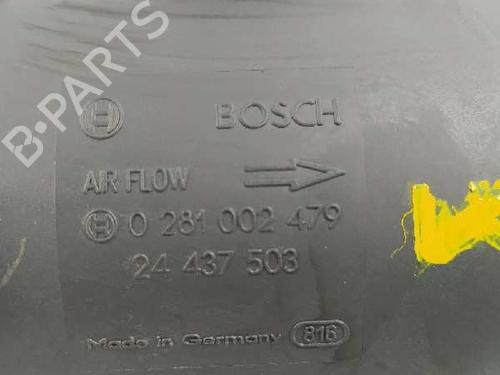 B-PARTS
BOSCH
AIR FLOW
0 281 002 479
24 437 503
Made in Germany 816